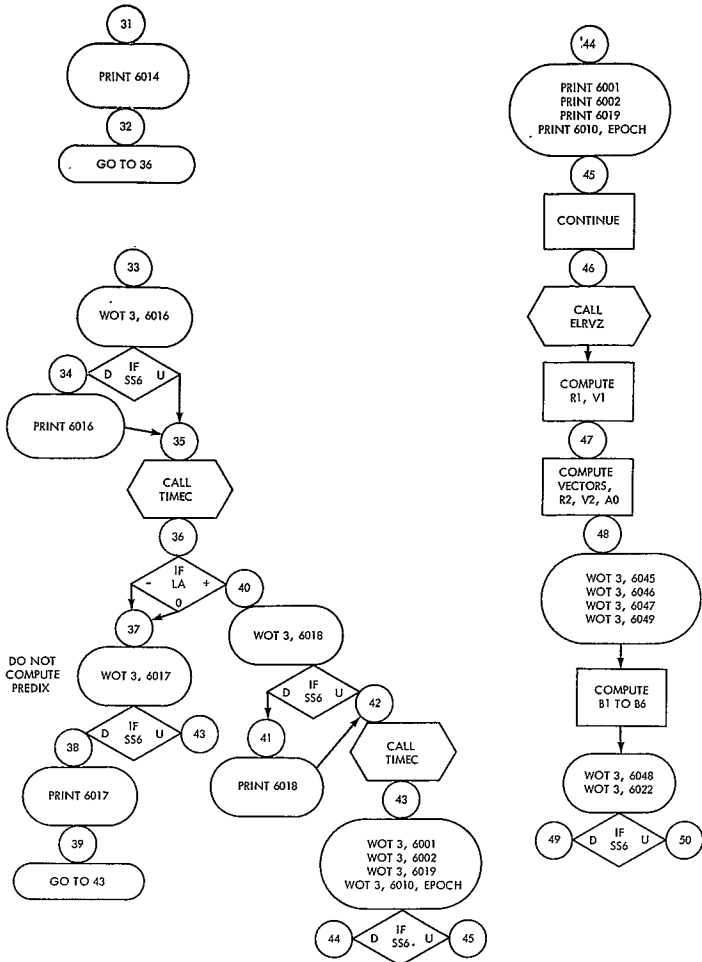 31
PRINT 6014
32
GO TO 36
33
WOT 3, 6016
34
D IF U
SS6
PRINT 6016
35
CALL
TIMEC
36
IF
- LA +
0
40
37
DO NOT
COMPUTE
PREDIX
WOT 3, 6017
38
D IF U
SS6
43
PRINT 6017
39
GO TO 43
WOT 3, 6018
D IF U
SS6
42
41
PRINT 6018
CALL
TIMEC
43
WOT 3, 6001
WOT 3, 6002
WOT 3, 6019
WOT 3, 6010, EPOCH
44
D IF U
SS6.
45
44
PRINT 6001
PRINT 6002
PRINT 6019
PRINT 6010, EPOCH
45
CONTINUE
46
CALL
ELRVZ
COMPUTE
R1, V1
47
COMPUTE
VECTORS,
R2, V2, A0
48
WOT 3, 6045
WOT 3, 6046
WOT 3, 6047
WOT 3, 6049
COMPUTE
B1 TO B6
WOT 3, 6048
WOT 3, 6022
49
D IF U
SS6
50